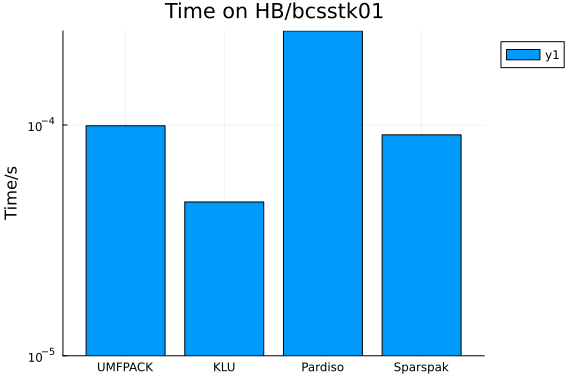 Time on HB/bcsstk01
y1
Time/s
10⁻⁴
10⁻⁵
UMFPACK KLU Pardiso Sparspak